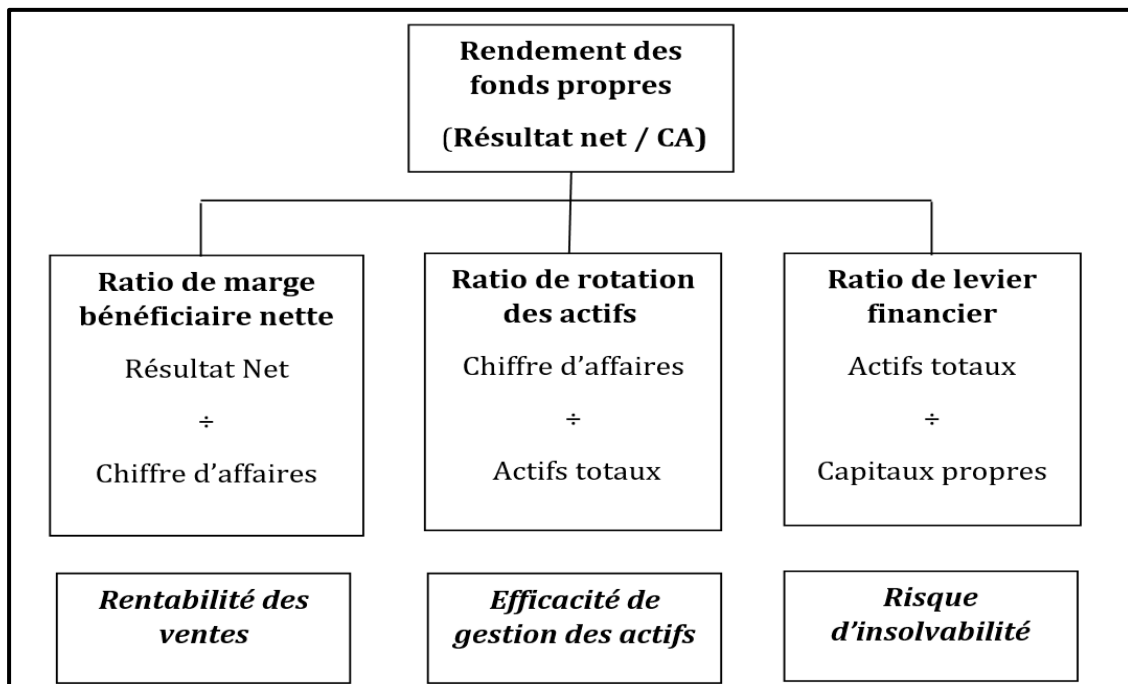 Rendement des
fonds propres
(Résultat net / CA)
Ratio de marge
bénéficiaire nette
Résultat Net
÷
Chiffre d’affaires
Ratio de rotation
des actifs
Chiffre d’affaires
÷
Actifs totaux
Ratio de levier
financier
Actifs totaux
÷
Capitaux propres
Rentabilité des
ventes
Efficacité de
gestion des actifs
Risque
d’insolvabilité